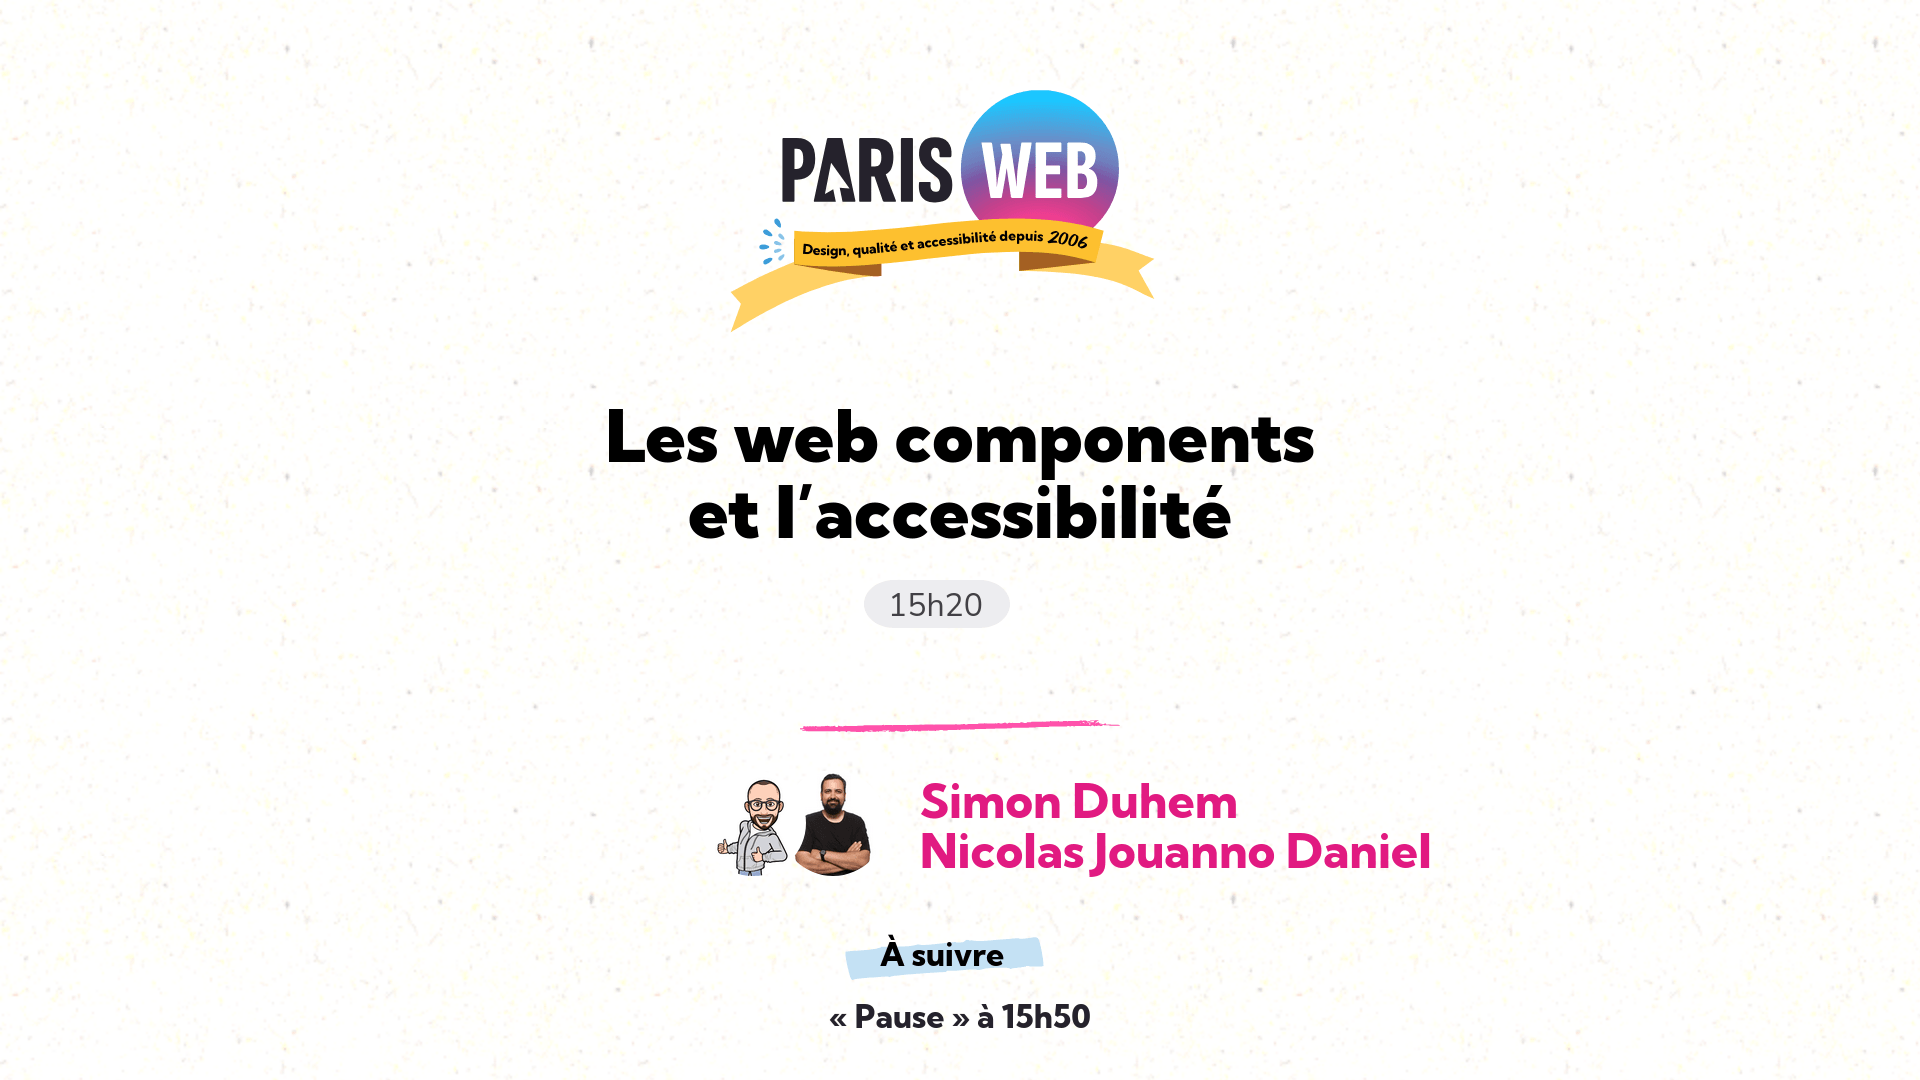 PARIS WEB
Design, qualité et accessibilité depuis 2006
Les web components
et l’accessibilité
15h20
Simon Duhem
Nicolas Jouanno Daniel
À suivre
« Pause » à 15h50